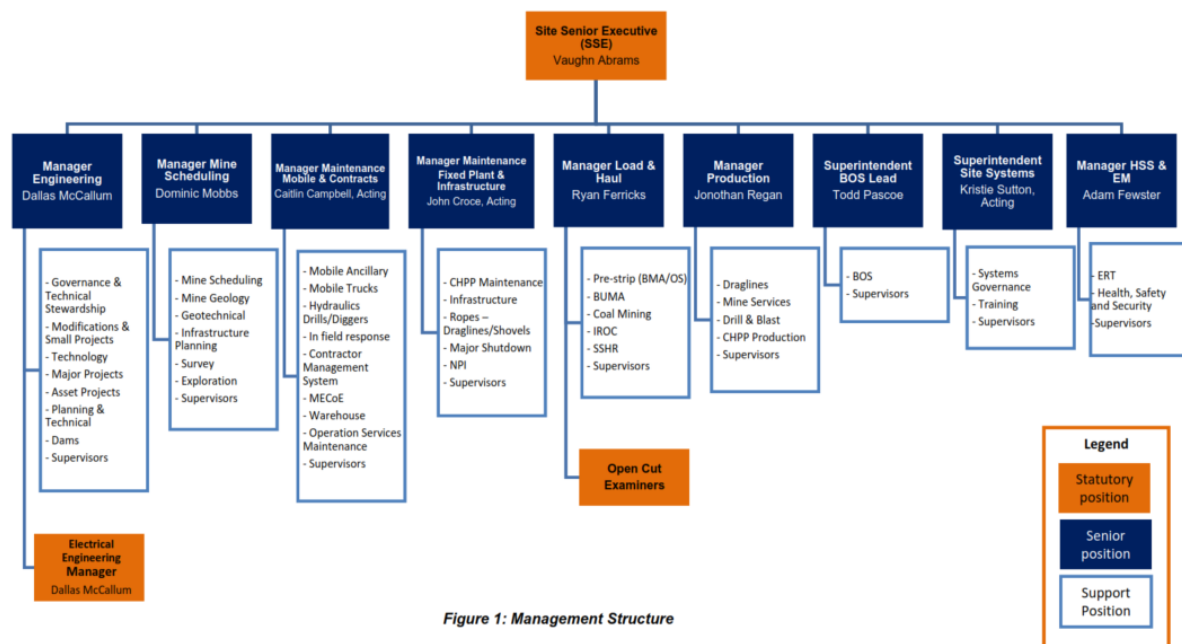 Site Senior Executive
(SSE)
Vaughn Abrams
Manager
Engineering
Dallas McCallum
Manager Mine
Scheduling
Dominic Mobbs
Manager Maintenance
Mobile & Contracts
Caitlin Campbell, Acting
Manager Maintenance
Fixed Plant &
Infrastructure
John Croce, Acting
Manager Load &
Haul
Ryan Ferricks
Manager
Production
Jonothan Regan
Superintendent
BOS Lead
Todd Pascoe
Superintendent
Site Systems
Kristie Sutton,
Acting
Manager HSS &
EM
Adam Fewster
- Governance &
Technical
Stewardship
- Modifications &
Small Projects
- Technology
- Major Projects
- Asset Projects
- Planning &
Technical
- Dams
- Supervisors
- Mine Scheduling
- Mine Geology
- Geotechnical
- Infrastructure
Planning
- Survey
- Exploration
- Supervisors
- Mobile Ancillary
- Mobile Trucks
- Hydraulics
Drills/Diggers
- In field response
- Contractor
Management
System
- MECoE
- Warehouse
- Operation Services
Maintenance
- Supervisors
- CHPP Maintenance
- Infrastructure
- Ropes –
Draglines/Shovels
- Major Shutdown
- NPI
- Supervisors
- Pre-strip (BMA/OS)
- BUMA
- Coal Mining
- IROC
- SSHR
- Supervisors
- Draglines
- Mine Services
- Drill & Blast
- CHPP Production
- Supervisors
- BOS
- Supervisors
- Systems
Governance
- Training
- Supervisors
- ERT
- Health, Safety
and Security
-Supervisors
Open Cut
Examiners
Electrical
Engineering
Manager
Dallas McCallum
Legend
Statutory
position
Senior
position
Support
Position
Figure 1: Management Structure